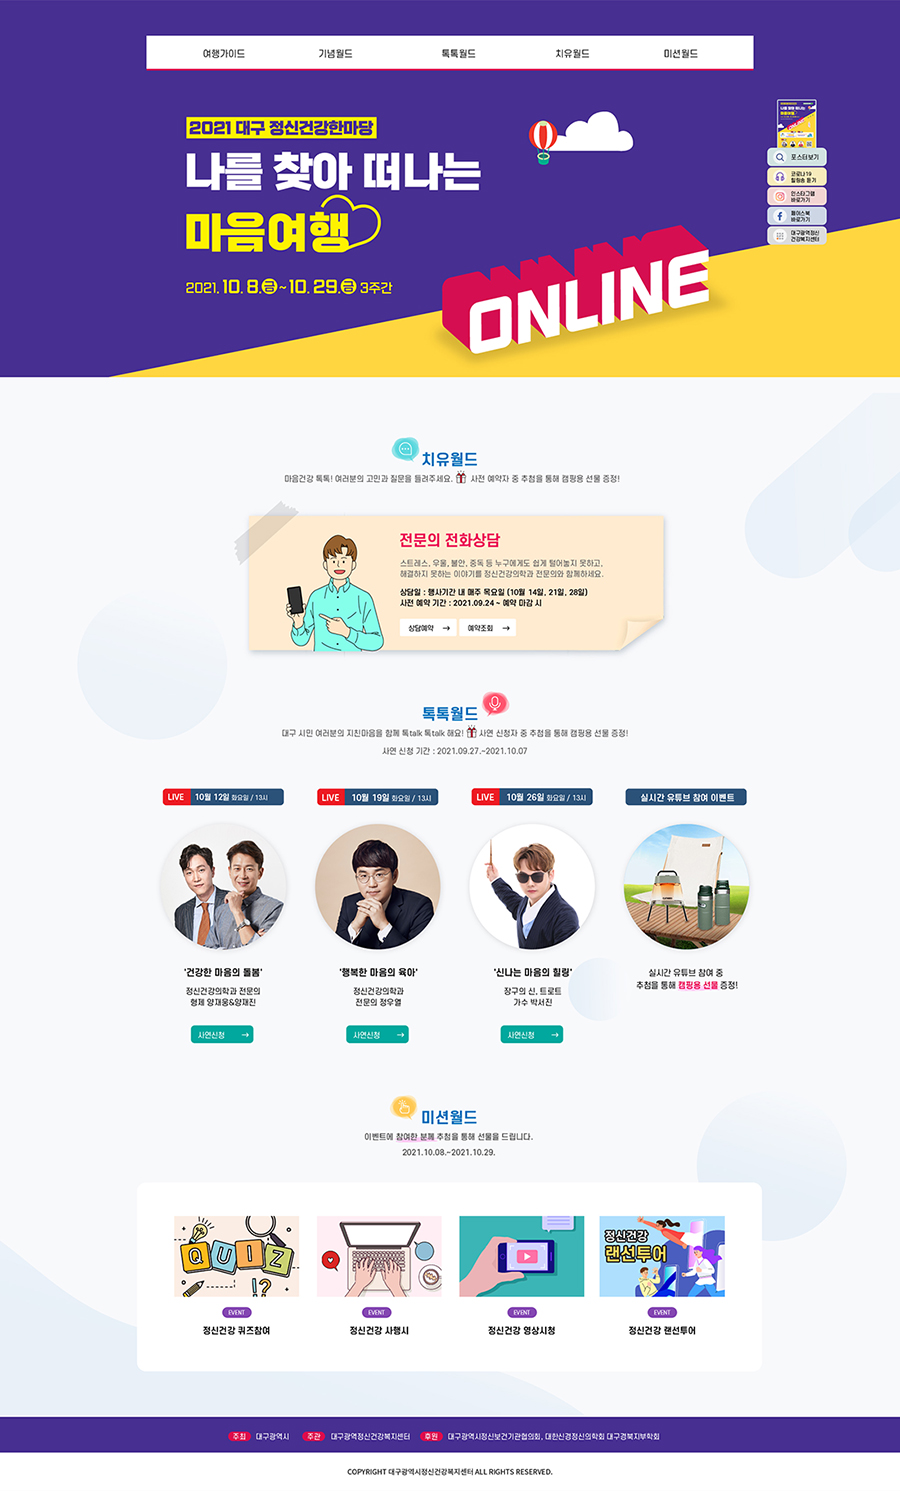 여행가이드 기념월드 톡톡월드 치유월드 미션월드
2021 대구 정신건강한마당
나를 찾아 떠나는
마음여행
2021. 10. 8.금~10. 29.금 3주간
ONLINE
포스터보기
코로나19
힐링송 듣기
인스타그램
바로가기
페이스북
바로가기
대구광역정신
건강복지센터
치유월드
마음건강 톡톡! 여러분의 고민과 질문을 들려주세요. 사전 예약자 중 추첨을 통해 캠핑용 선물 증정!
전문의 전화상담
스트레스, 우울, 불안, 중독 등 누구에게도 쉽게 털어놓지 못하고,
해결하지 못하는 이야기를 정신건강의학과 전문의와 함께하세요.
상담일 : 행사기간 내 매주 목요일 (10월 14일, 21일, 28일)
사전 예약 기간 : 2021.09.24 ~ 예약 마감 시
상담예약 → 예약조회 →
톡톡월드
대구 시민 여러분의 지친마음을 함께 톡talk 톡talk 해요! 사연 신청자 중 추첨을 통해 캠핑용 선물 증정!
사연 신청 기간 : 2021.09.27.~2021.10.07
LIVE 10월 12일 화요일 / 13시
LIVE 10월 19일 화요일 / 13시
LIVE 10월 26일 화요일 / 13시
실시간 유튜브 참여 이벤트
'건강한 마음의 돌봄'
정신건강의학과 전문의
형제 양재웅&양재진
사연신청 →
'행복한 마음의 육아'
정신건강의학과
전문의 정우열
사연신청 →
'신나는 마음의 힐링'
장구의 신, 트로트
가수 박서진
사연신청 →
실시간 유튜브 참여 중
추첨을 통해 캠핑용 선물 증정!
미션월드
이벤트에 참여한 분께 추첨을 통해 선물을 드립니다.
2021.10.08.~2021.10.29.
QUIZ
!?
정신건강
랜선투어
EVENT EVENT EVENT EVENT
정신건강 퀴즈참여 정신건강 사행시 정신건강 영상시청 정신건강 랜선투어
주최 대구광역시 주관 대구광역정신건강복지센터 후원 대구광역시정신보건기관협의회, 대한신경정신의학회 대구경북지부학회
COPYRIGHT 대구광역시정신건강복지센터 ALL RIGHTS RESERVED.